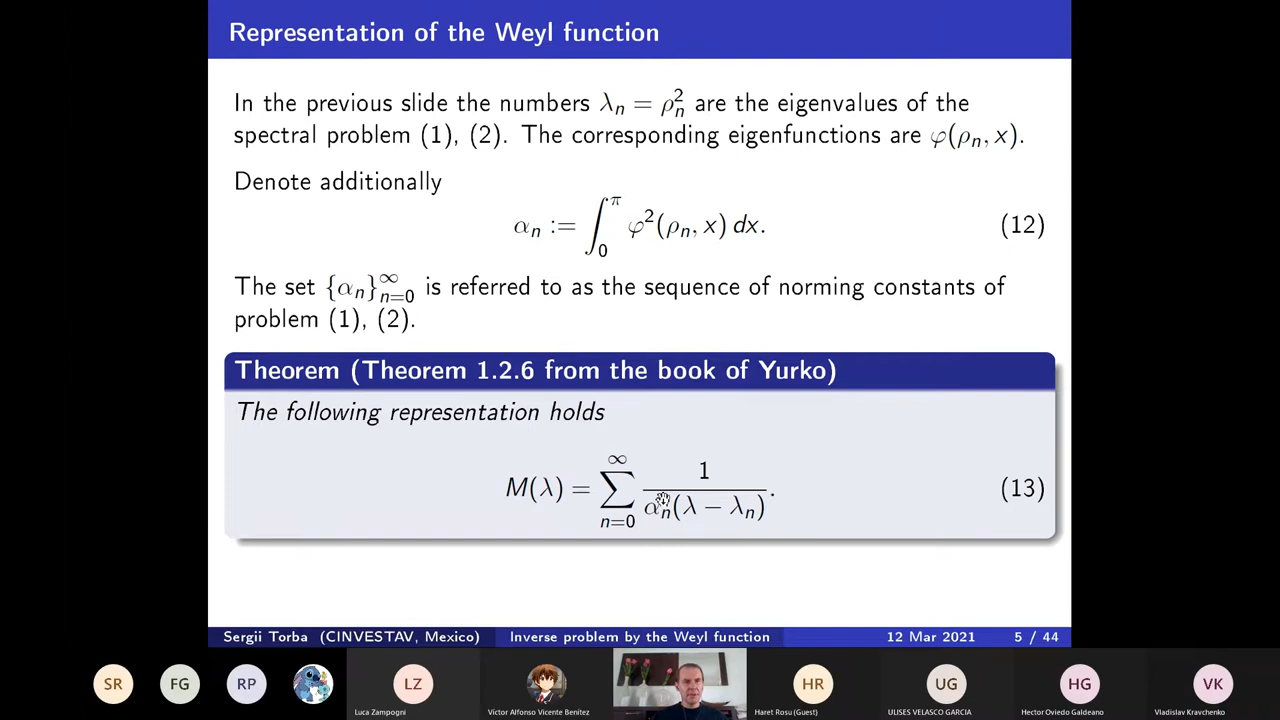 Representation of the Weyl function
In the previous slide the numbers λ_n = ρ_n^2 are the eigenvalues of the
spectral problem (1), (2). The corresponding eigenfunctions are φ(ρ_n, x).
Denote additionally
α_n := ∫_0^π φ^2(ρ_n, x) dx. (12)
The set {α_n}_{n=0}^∞ is referred to as the sequence of norming constants of
problem (1), (2).
Theorem (Theorem 1.2.6 from the book of Yurko)
The following representation holds
M(λ) = ∑_{n=0}^∞ 1/(α_n(λ − λ_n)). (13)
Sergii Torba (CINVESTAV, Mexico) Inverse problem by the Weyl function 12 Mar 2021 5 / 44
SR FG RP LZ HR UG HG VK
Luca Zampogni Víctor Alfonso Vicente Benítez Haret Rosu (Guest) ULISES VELASCO GARCIA Hector Oviedo Galdeano Vladislav Kravchenko